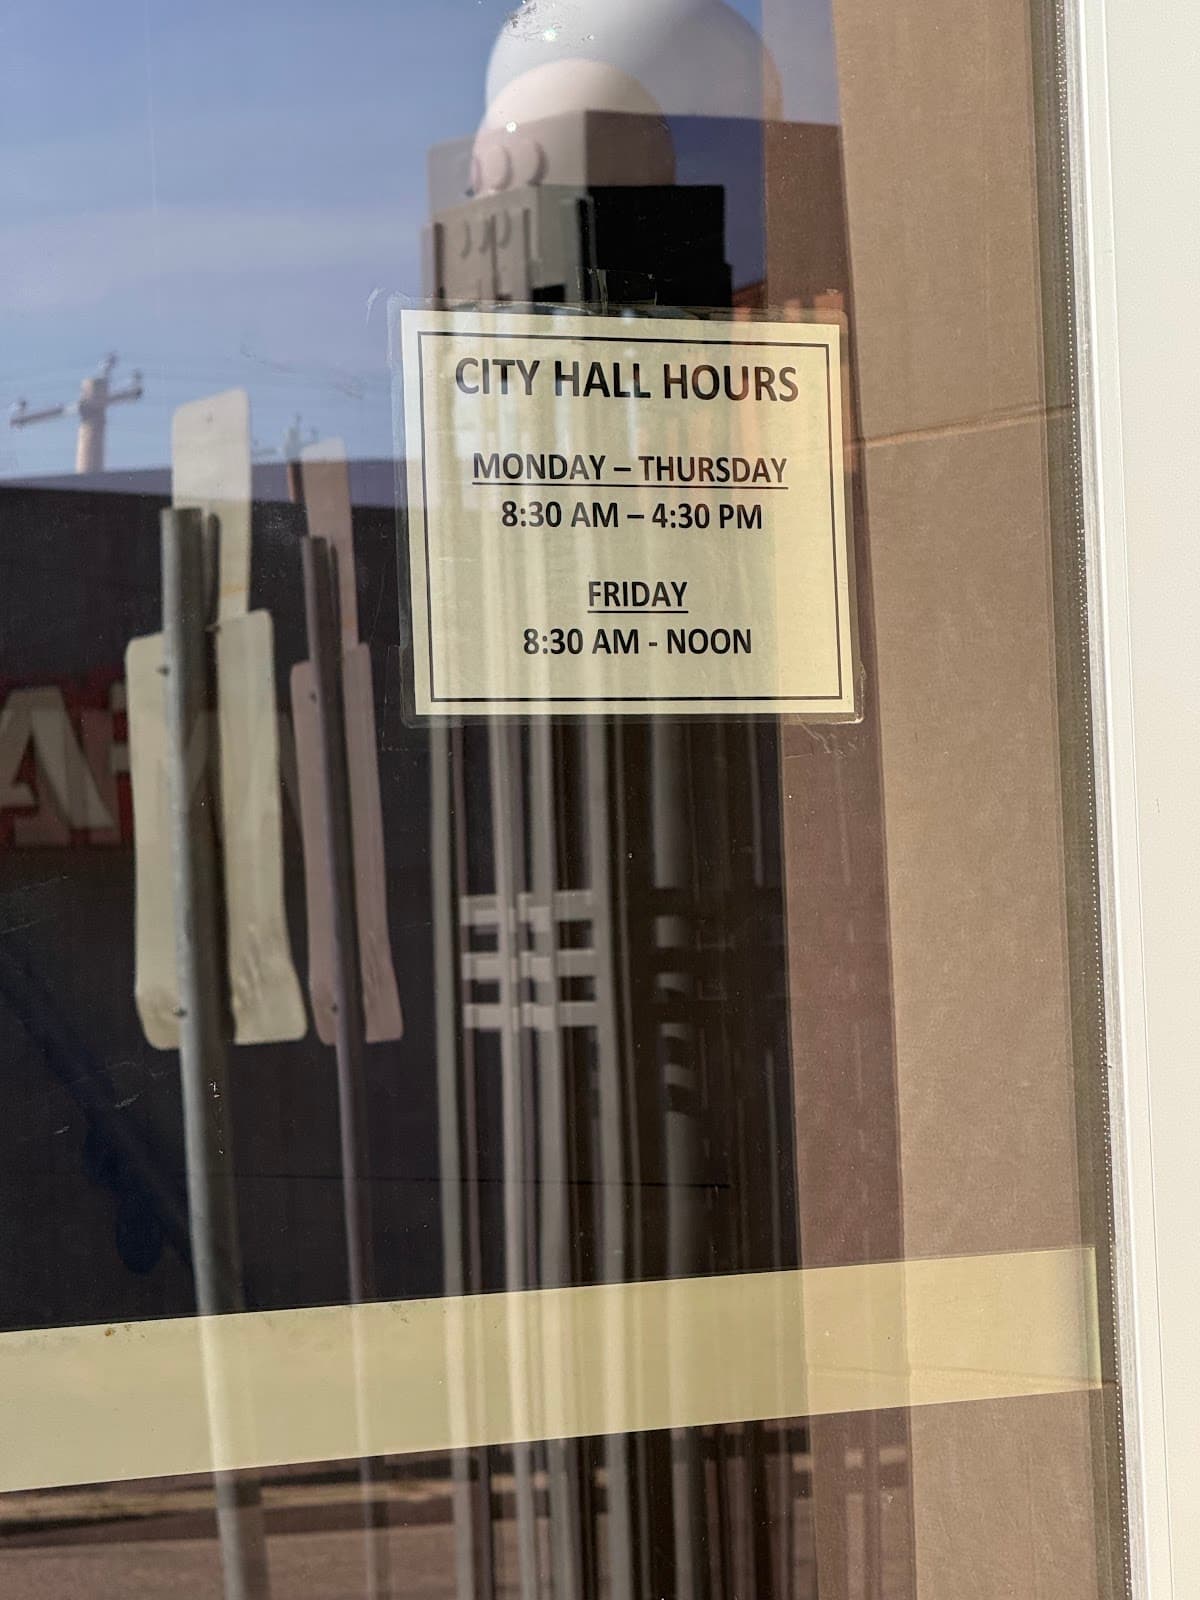 CITY HALL HOURS
MONDAY – THURSDAY
8:30 AM – 4:30 PM
FRIDAY
8:30 AM - NOON